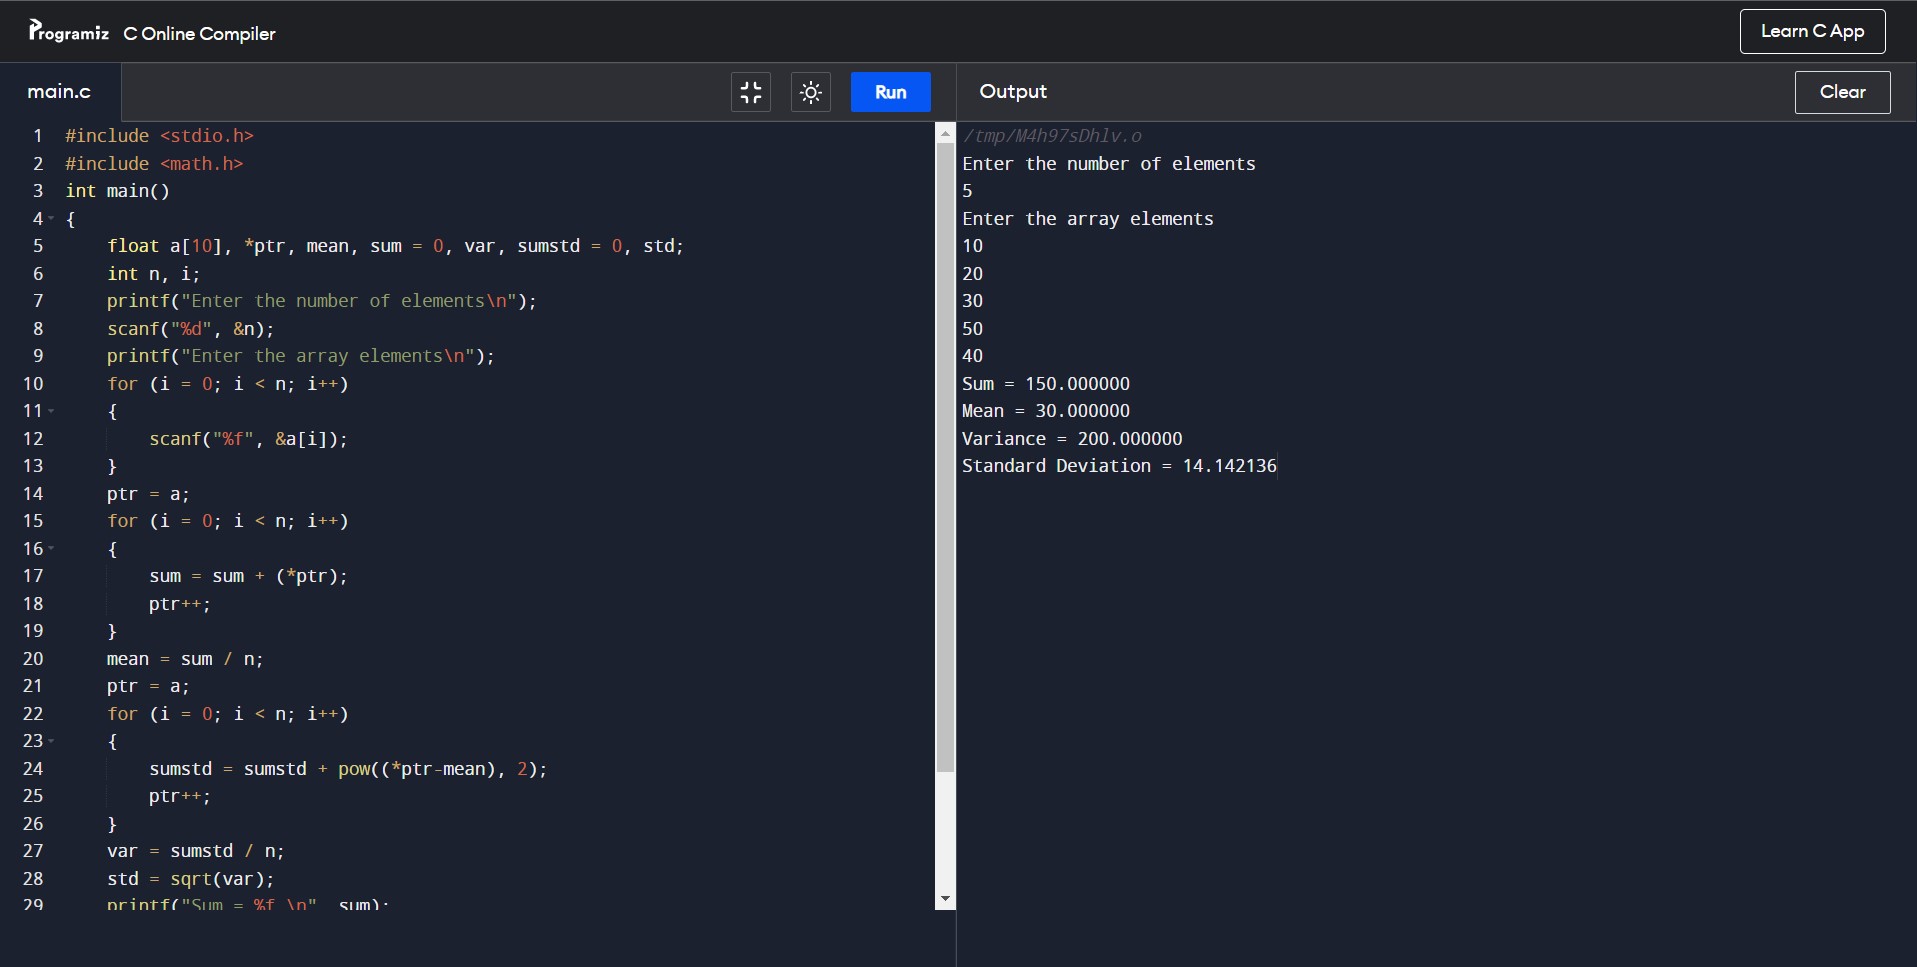 Programiz C Online Compiler
Learn C App
main.c
Run
Output
Clear
1 #include <stdio.h>
2 #include <math.h>
3 int main()
4 {
5     float a[10], *ptr, mean, sum = 0, var, sumstd = 0, std;
6     int n, i;
7     printf("Enter the number of elements\n");
8     scanf("%d", &n);
9     printf("Enter the array elements\n");
10     for (i = 0; i < n; i++)
11     {
12         scanf("%f", &a[i]);
13     }
14     ptr = a;
15     for (i = 0; i < n; i++)
16     {
17         sum = sum + (*ptr);
18         ptr++;
19     }
20     mean = sum / n;
21     ptr = a;
22     for (i = 0; i < n; i++)
23     {
24         sumstd = sumstd + pow((*ptr-mean), 2);
25         ptr++;
26     }
27     var = sumstd / n;
28     std = sqrt(var);
29     printf("Sum = %f \n", sum);
/tmp/M4h97sDhlv.o
Enter the number of elements
5
Enter the array elements
10
20
30
50
40
Sum = 150.000000
Mean = 30.000000
Variance = 200.000000
Standard Deviation = 14.142136